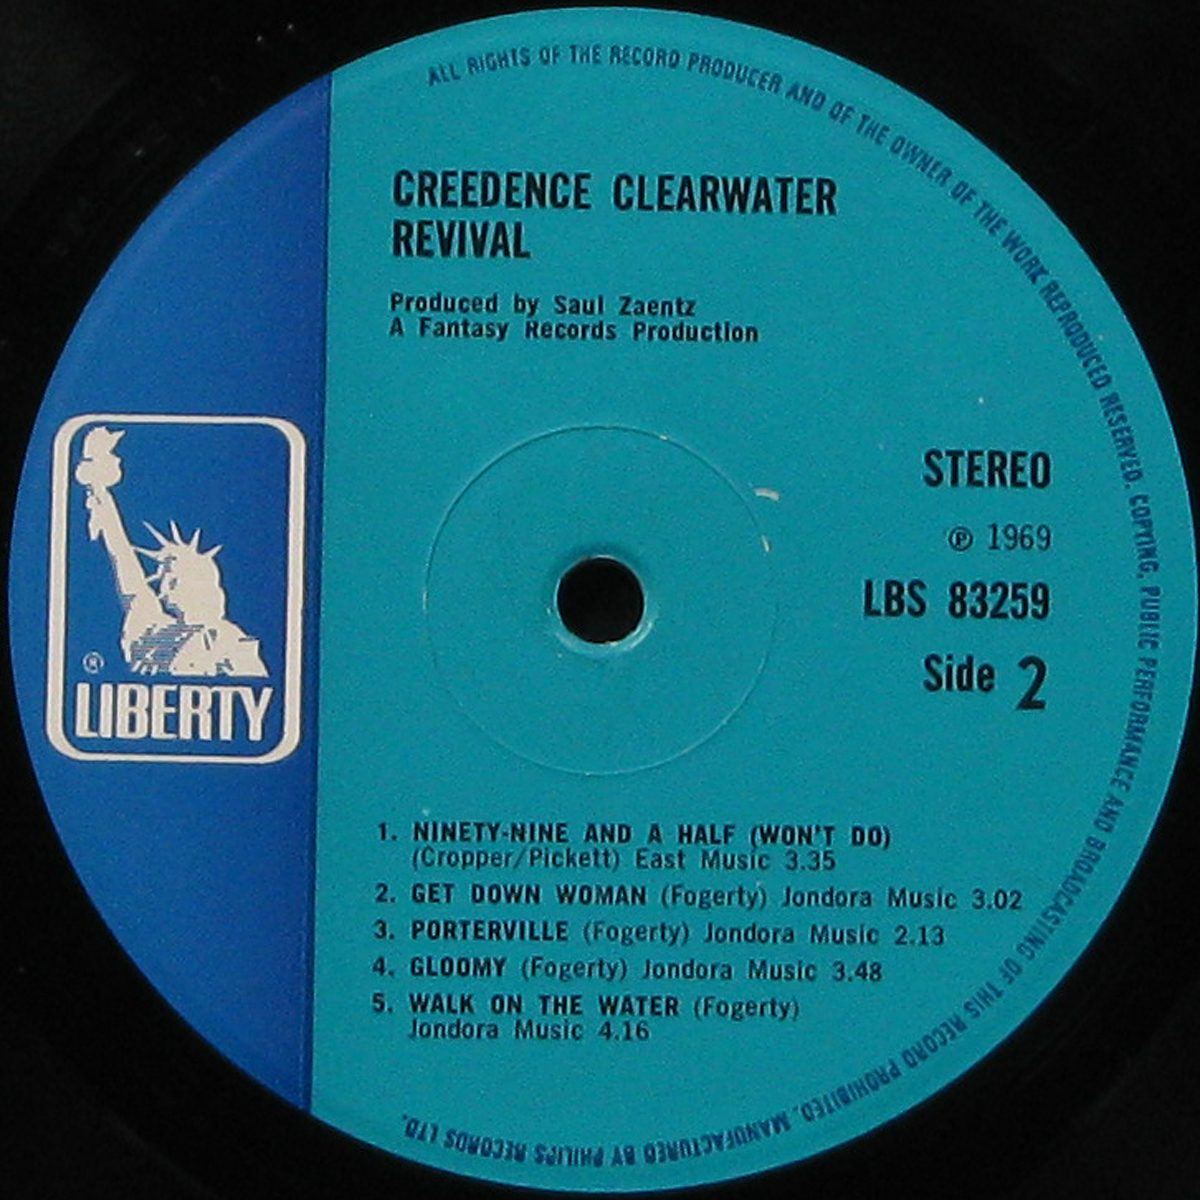 ALL RIGHTS OF THE RECORD PRODUCER AND OF THE OWNER OF THE WORK REPRODUCED RESERVED. COPYING, PUBLIC PERFORMANCE AND BROADCASTING OF THIS RECORD PROHIBITED. MANUFACTURED BY PHILIPS RECORDS LTD.
CREEDENCE CLEARWATER
REVIVAL
Produced by Saul Zaentz
A Fantasy Records Production
STEREO
℗ 1969
LBS 83259
Side 2
®
LIBERTY
1. NINETY-NINE AND A HALF (WON'T DO)
(Cropper/Pickett) East Music 3.35
2. GET DOWN WOMAN (Fogerty) Jondora Music 3.02
3. PORTERVILLE (Fogerty) Jondora Music 2.13
4. GLOOMY (Fogerty) Jondora Music 3.48
5. WALK ON THE WATER (Fogerty)
Jondora Music 4.16